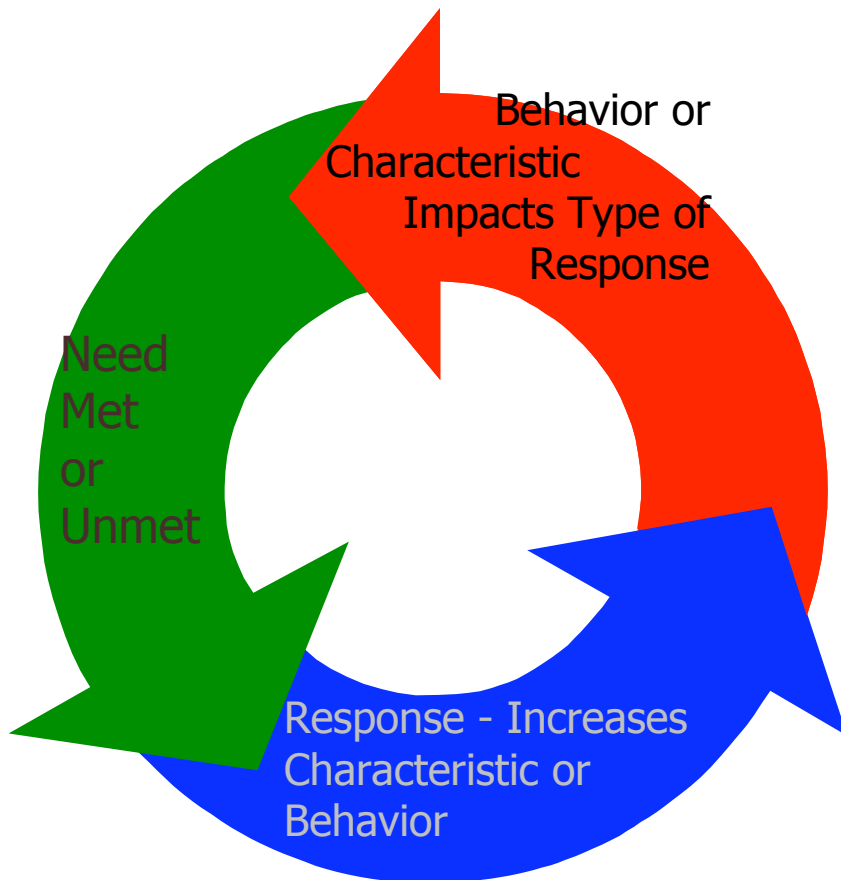 Behavior or
Characteristic
Impacts Type of
Response
Need
Met
or
Unmet
Response - Increases
Characteristic or
Behavior